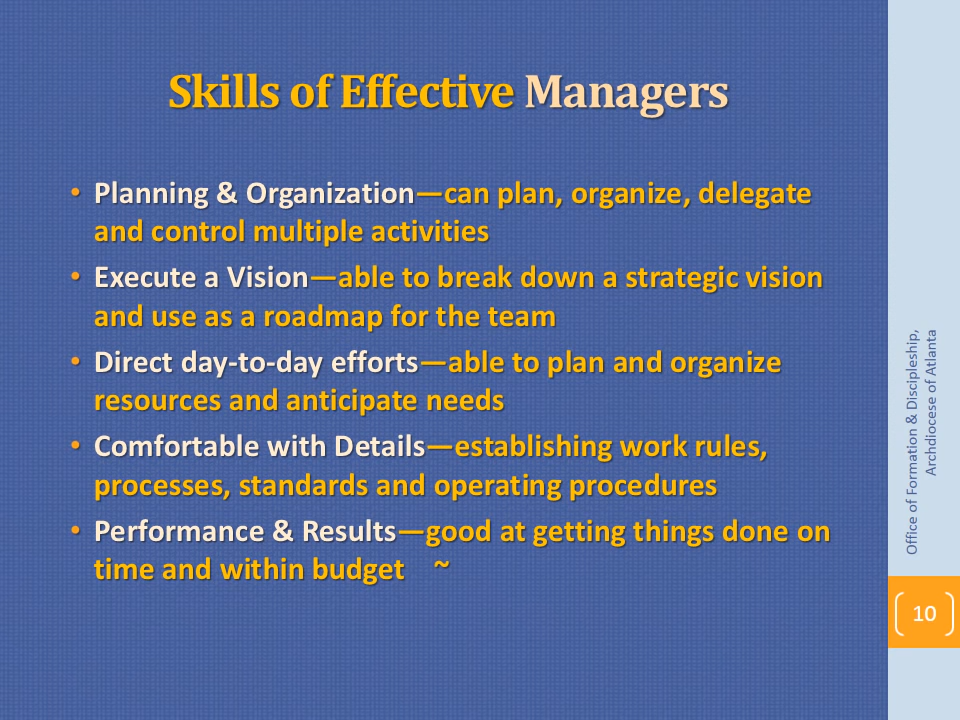 Skills of Effective Managers
• Planning & Organization—can plan, organize, delegate
and control multiple activities
• Execute a Vision—able to break down a strategic vision
and use as a roadmap for the team
• Direct day-to-day efforts—able to plan and organize
resources and anticipate needs
• Comfortable with Details—establishing work rules,
processes, standards and operating procedures
• Performance & Results—good at getting things done on
time and within budget ~
Office of Formation & Discipleship,
Archdiocese of Atlanta
10